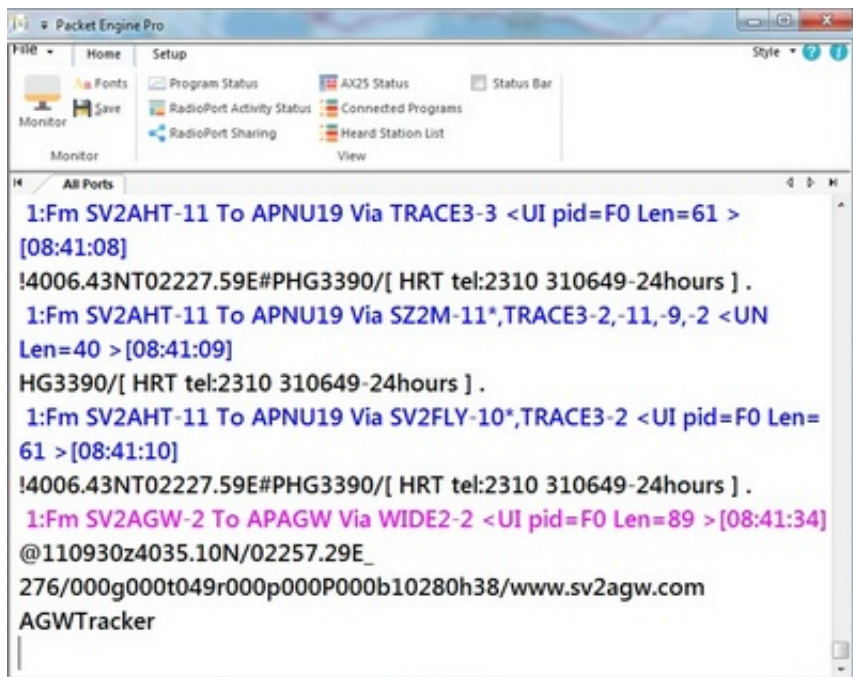 Packet Engine Pro
File
Home
Setup
Style
Monitor
Fonts
Save
Monitor
Program Status
RadioPort Activity Status
RadioPort Sharing
AX25 Status
Connected Programs
Heard Station List
Status Bar
View
All Ports
1:Fm SV2AHT-11 To APNU19 Via TRACE3-3 <UI pid=F0 Len=61 >
[08:41:08]
!4006.43NT02227.59E#PHG3390/[ HRT tel:2310 310649-24hours ] .
1:Fm SV2AHT-11 To APNU19 Via SZ2M-11*,TRACE3-2,-11,-9,-2 <UN
Len=40 >[08:41:09]
HG3390/[ HRT tel:2310 310649-24hours ] .
1:Fm SV2AHT-11 To APNU19 Via SV2FLY-10*,TRACE3-2 <UI pid=F0 Len=
61 >[08:41:10]
!4006.43NT02227.59E#PHG3390/[ HRT tel:2310 310649-24hours ] .
1:Fm SV2AGW-2 To APAGW Via WIDE2-2 <UI pid=F0 Len=89 >[08:41:34]
@110930z4035.10N/02257.29E_
276/000g000t049r000p000P000b10280h38/www.sv2agw.com
AGWTracker